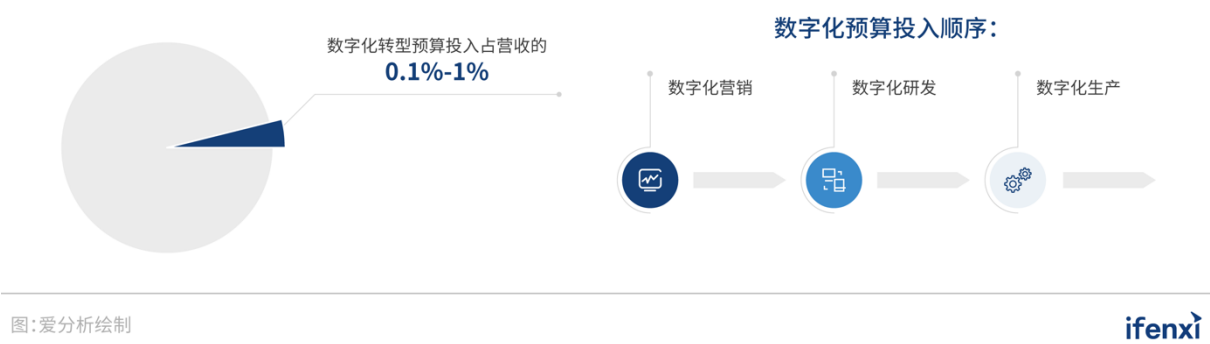 数字化转型预算投入占营收的
0.1%-1%
数字化预算投入顺序：
数字化营销
数字化研发
数字化生产
图：爱分析绘制
ifenxi